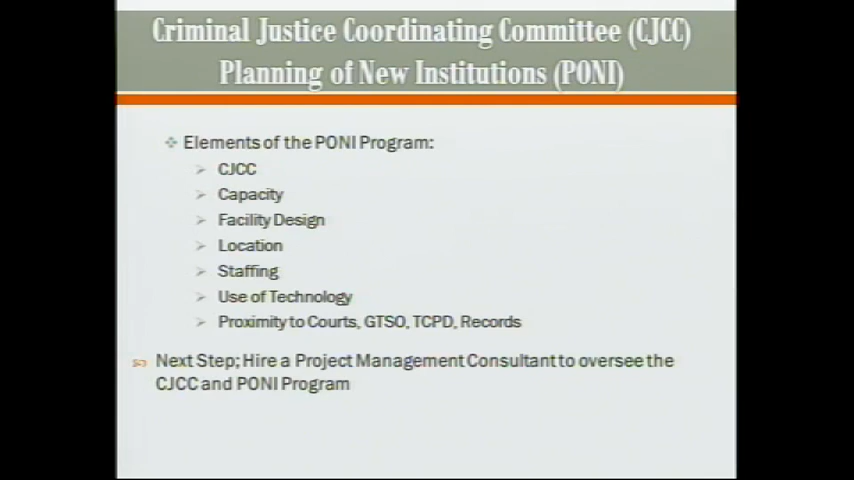 Criminal Justice Coordinating Committee (CJCC)
Planning of New Institutions (PONI)
Elements of the PONI Program:
CJCC
Capacity
Facility Design
Location
Staffing
Use of Technology
Proximity to Courts, GTSO, TCPD, Records
Next Step; Hire a Project Management Consultant to oversee the
CJCC and PONI Program